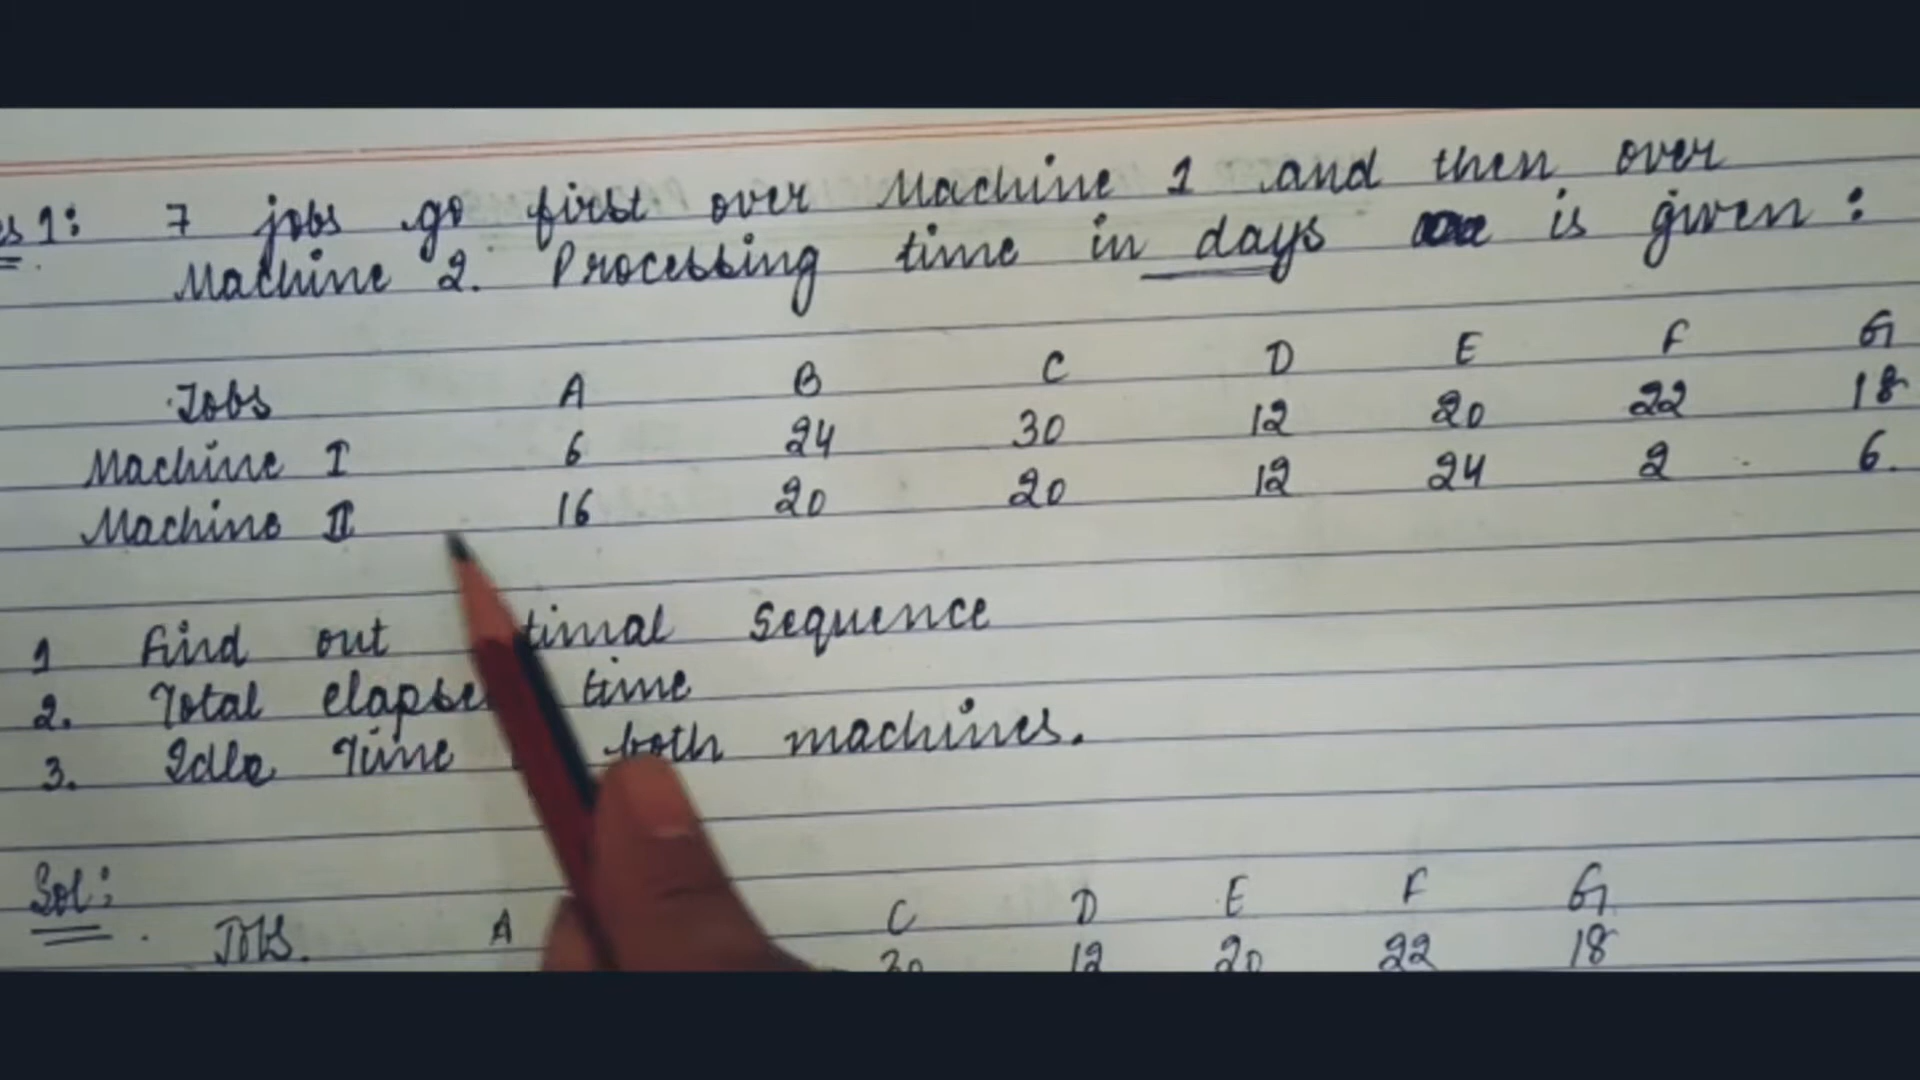 1: 7 jobs go first over Machine 1 and then over
Machine 2. Processing time in days is given :
Jobs A B C D E F G
Machine I 6 24 30 12 20 22 18
Machine II 16 20 20 12 24 2 6.
1 Find out timal Sequence
2. Total elapse time
3. Idle Time both machines.
Sol:
Jobs. A C D E F G
30 12 20 22 18